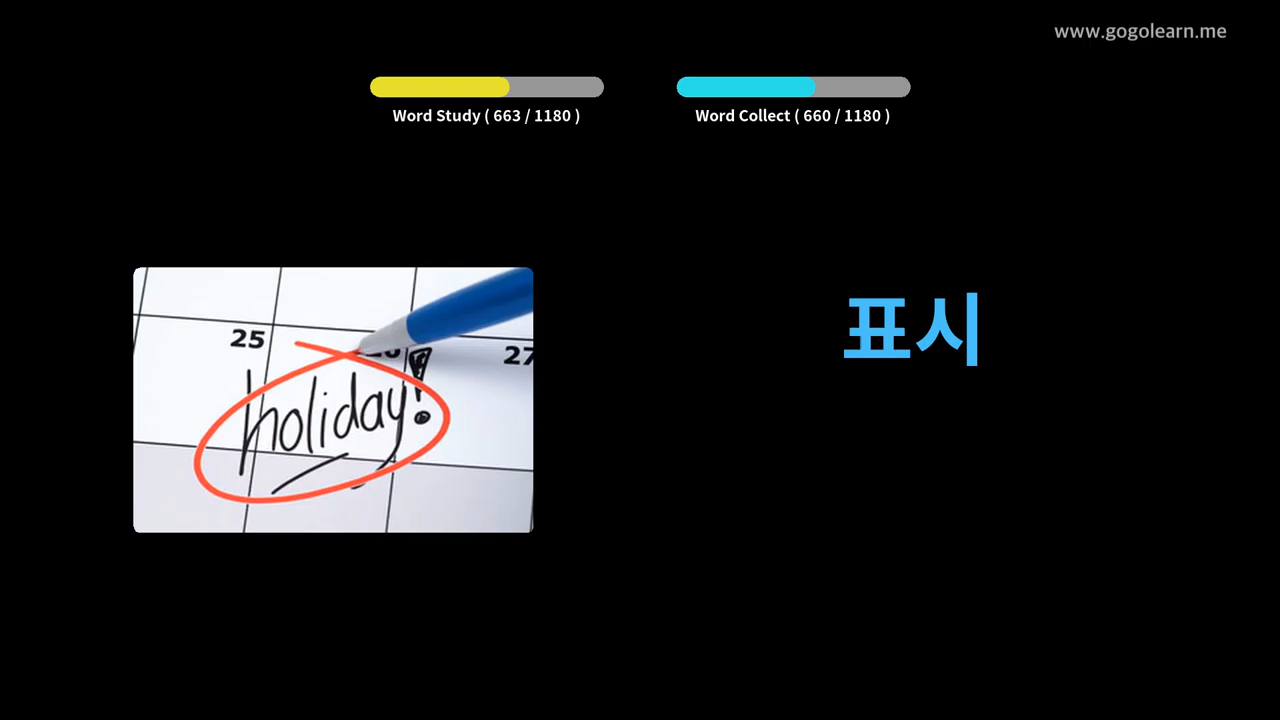 www.gogolearn.me
Word Study ( 663 / 1180 )
Word Collect ( 660 / 1180 )
25
27
holiday!
표시